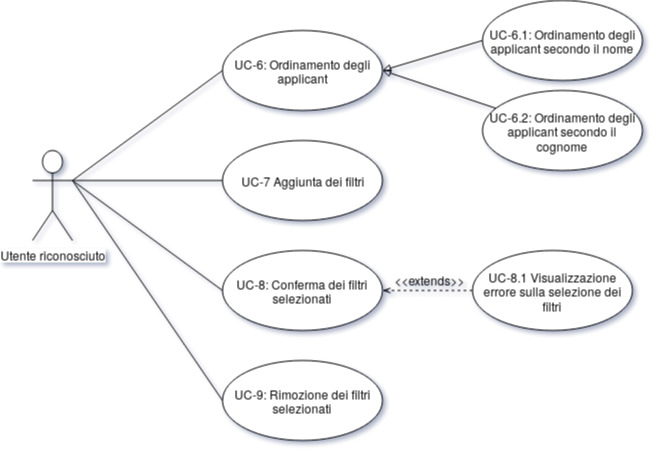 UC-6: Ordinamento degli
applicant
UC-6.1: Ordinamento degli
applicant secondo il nome
UC-6.2: Ordinamento degli
applicant secondo il
cognome
UC-7 Aggiunta dei filtri
Utente riconosciuto
UC-8: Conferma dei filtri
selezionati
<<extends>>
UC-8.1 Visualizzazione
errore sulla selezione dei
filtri
UC-9: Rimozione dei filtri
selezionati